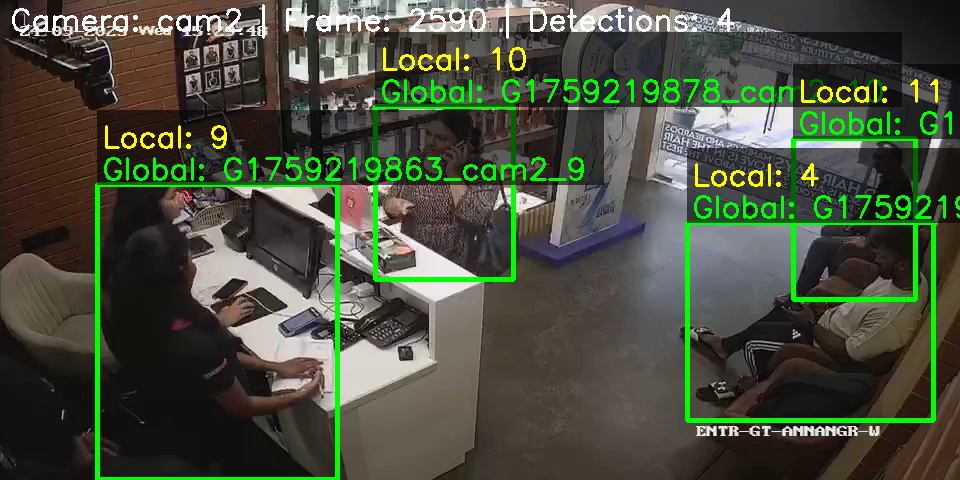 Camera: cam2 | Frame: 2590 | Detections: 4
Local: 10
Global: G1759219878_can
Local: 11
Global: G1
Local: 9
Global: G1759219863_cam2_9
Local: 4
Global: G1759219
ENTR-GT-ANNANGR-W